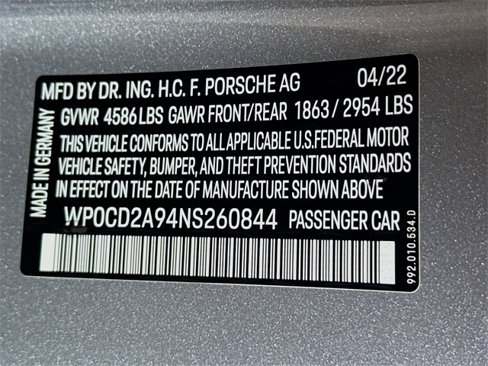 MFD BY DR. ING. H.C. F. PORSCHE AG 04/22
GVWR 4586 LBS GAWR FRONT/REAR 1863 / 2954 LBS
THIS VEHICLE CONFORMS TO ALL APPLICABLE U.S.FEDERAL MOTOR
VEHICLE SAFETY, BUMPER, AND THEFT PREVENTION STANDARDS
IN EFFECT ON THE DATE OF MANUFACTURE SHOWN ABOVE
WP0CD2A94NS260844 PASSENGER CAR
MADE IN GERMANY
992.010.534.D